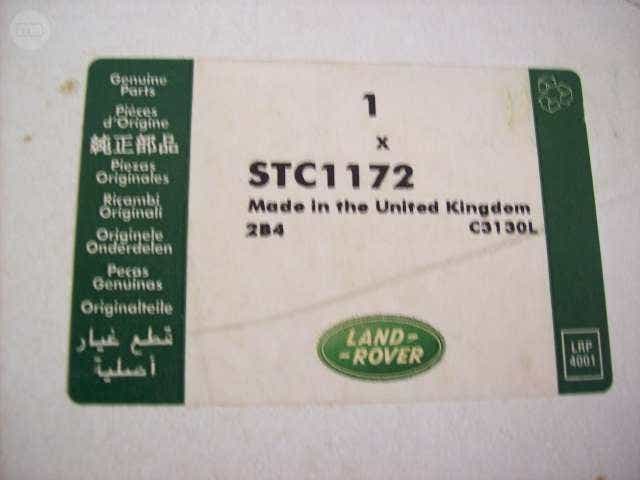 Genuine
Parts
Pièces
d'Origine
純正部品
Piezas
Originales
Ricambi
Originali
Originele
Onderdelen
Peças
Genuinas
Originalteile
قطع غيار
أصلية
1
x
STC1172
Made in the United Kingdom
2B4 C3130L
LAND-
-ROVER
LRP
4001